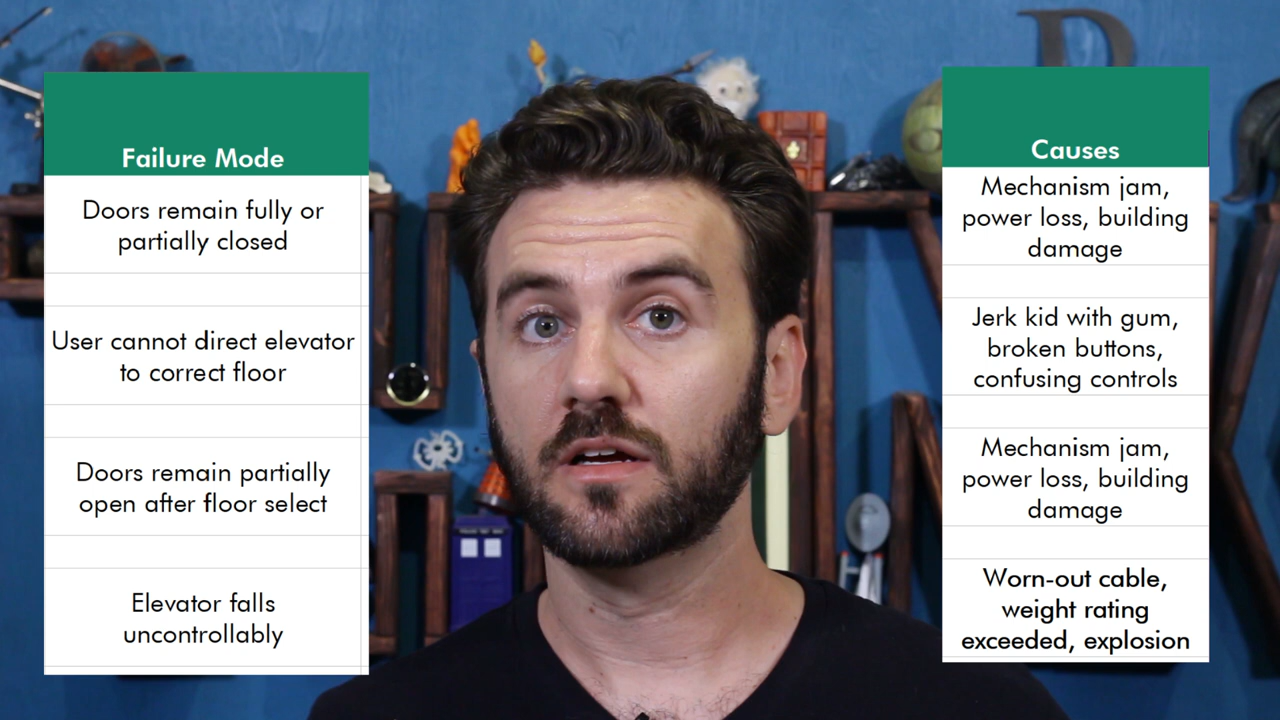 Failure Mode
Doors remain fully or
partially closed
User cannot direct elevator
to correct floor
Doors remain partially
open after floor select
Elevator falls
uncontrollably
D
Causes
Mechanism jam,
power loss, building
damage
Jerk kid with gum,
broken buttons,
confusing controls
Mechanism jam,
power loss, building
damage
Worn-out cable,
weight rating
exceeded, explosion